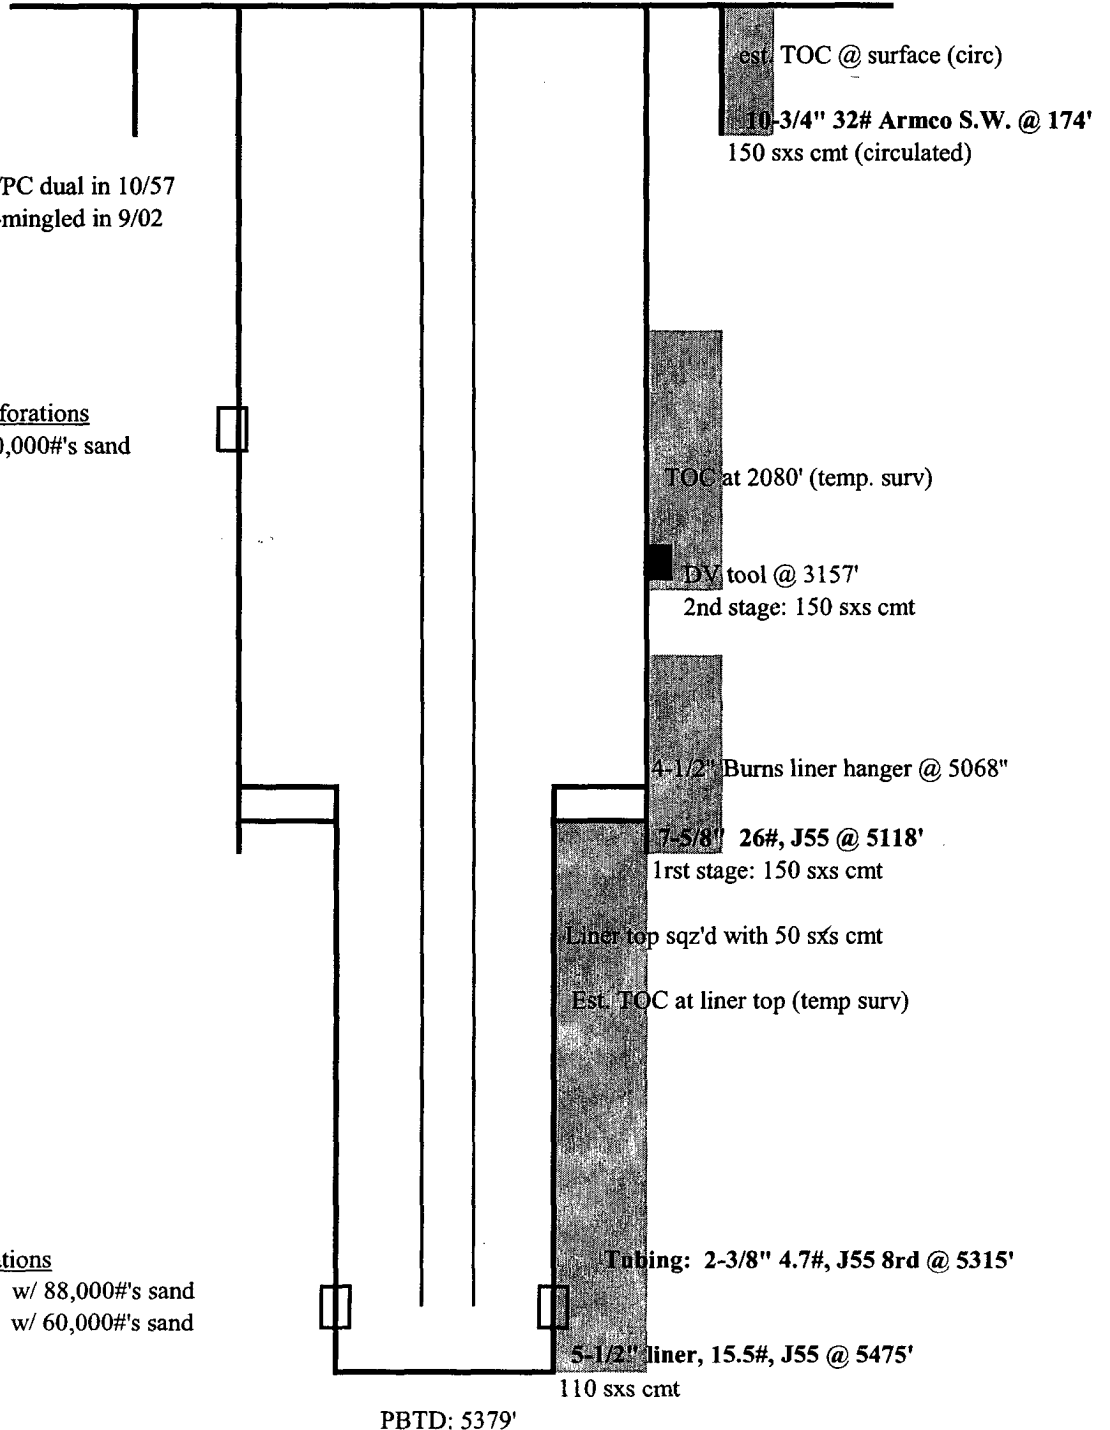 est. TOC @ surface (circ)
10-3/4" 32# Armco S.W. @ 174'
150 sxs cmt (circulated)
/PC dual in 10/57
-mingled in 9/02
forations
0,000#'s sand
TOC at 2080' (temp. surv)
DV tool @ 3157'
2nd stage: 150 sxs cmt
4-1/2" Burns liner hanger @ 5068"
7-5/8" 26#, J55 @ 5118'
1rst stage: 150 sxs cmt
Liner top sqz'd with 50 sxs cmt
Est. TOC at liner top (temp surv)
Tubing: 2-3/8" 4.7#, J55 8rd @ 5315'
ations
w/ 88,000#'s sand
w/ 60,000#'s sand
5-1/2" liner, 15.5#, J55 @ 5475'
110 sxs cmt
PBTD: 5379'